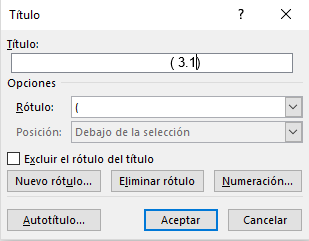 Título
Título:
( 3.1)
Opciones
Rótulo: (
Posición: Debajo de la selección
Excluir el rótulo del título
Nuevo rótulo... Eliminar rótulo Numeración...
Autotítulo... Aceptar Cancelar